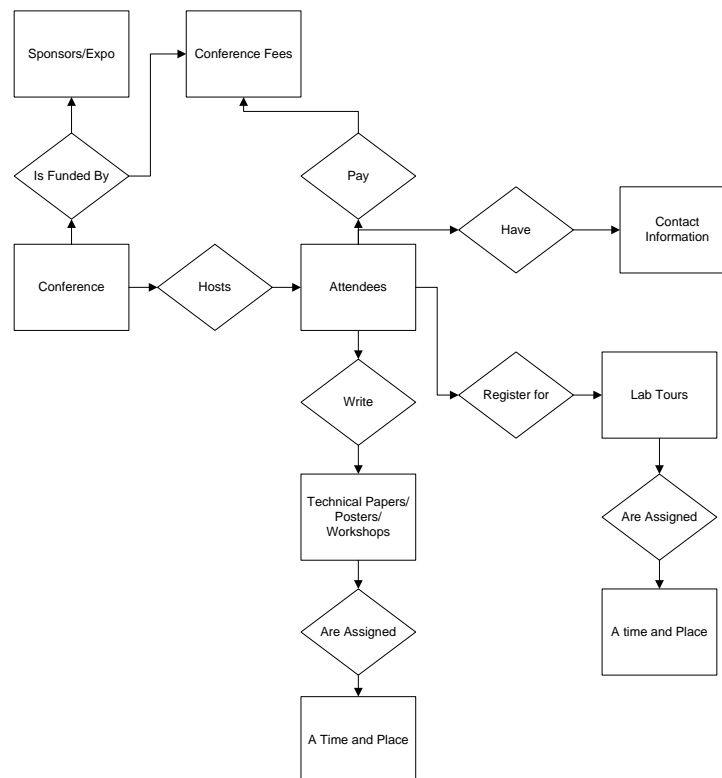 Sponsors/Expo
Conference Fees
Is Funded By
Pay
Have
Contact
Information
Conference
Hosts
Attendees
Write
Register for
Lab Tours
Technical Papers/
Posters/
Workshops
Are Assigned
Are Assigned
A time and Place
A Time and Place